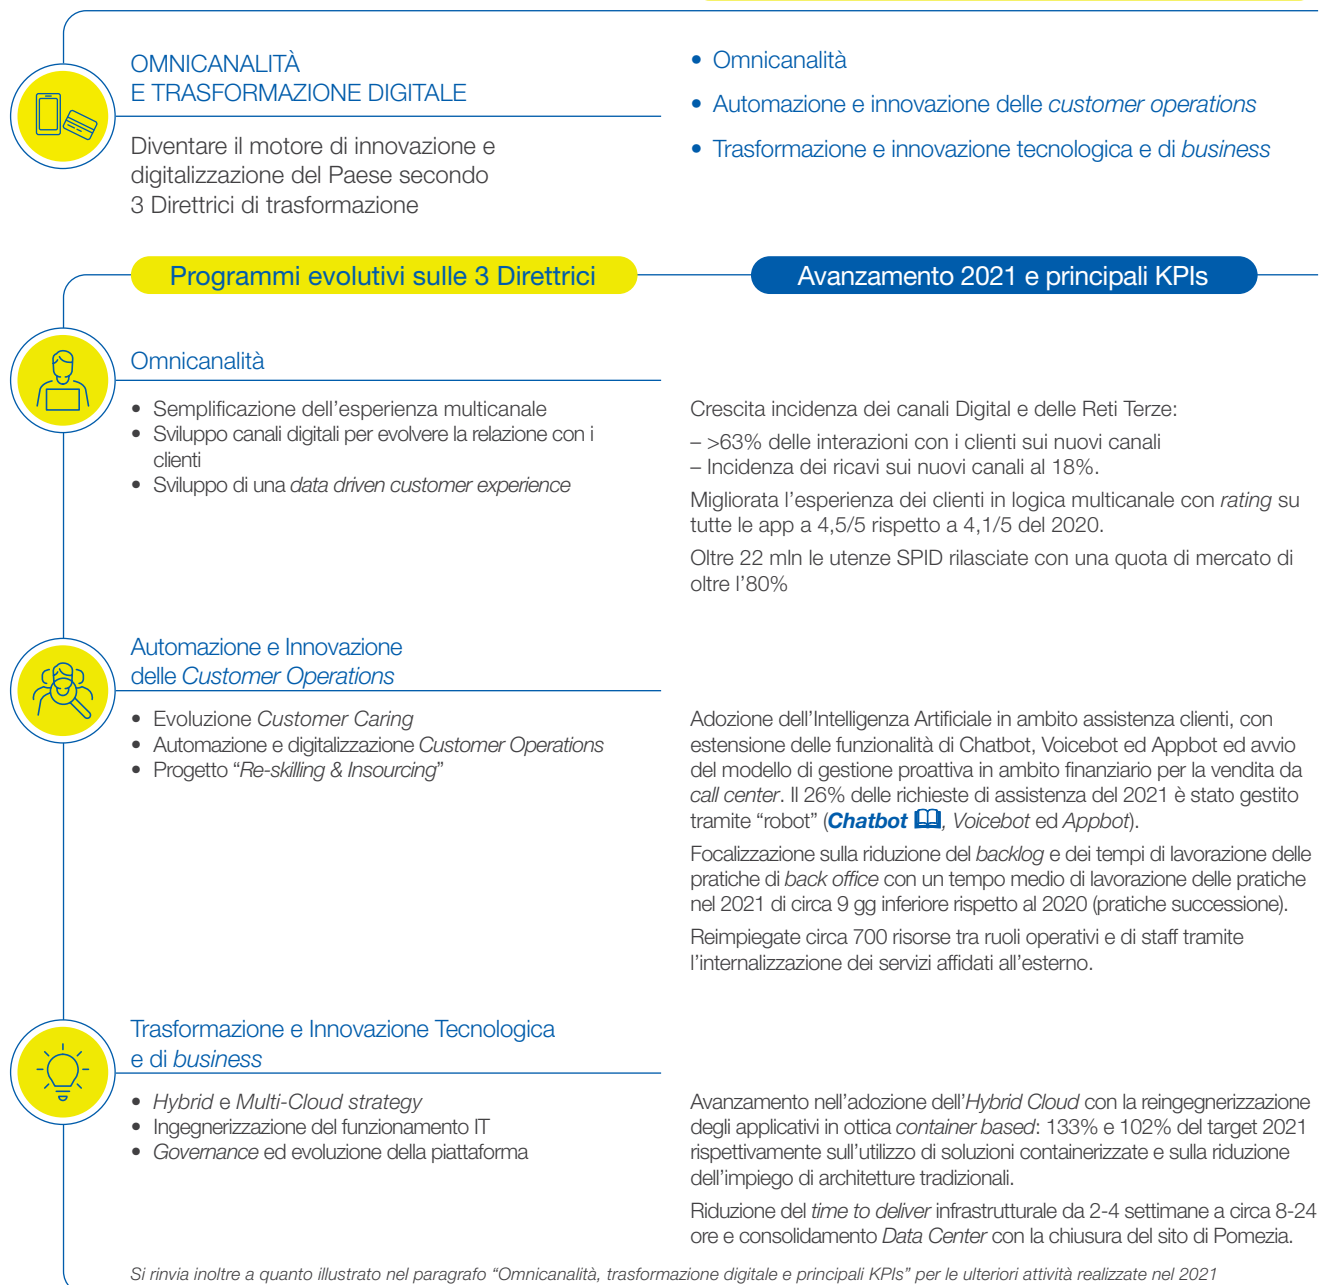 OMNICANALITÀ
E TRASFORMAZIONE DIGITALE
Diventare il motore di innovazione e
digitalizzazione del Paese secondo
3 Direttrici di trasformazione
• Omnicanalità
• Automazione e innovazione delle customer operations
• Trasformazione e innovazione tecnologica e di business
Programmi evolutivi sulle 3 Direttrici
Avanzamento 2021 e principali KPIs
Omnicanalità
• Semplificazione dell'esperienza multicanale
• Sviluppo canali digitali per evolvere la relazione con i
clienti
• Sviluppo di una data driven customer experience
Crescita incidenza dei canali Digital e delle Reti Terze:
– >63% delle interazioni con i clienti sui nuovi canali
– Incidenza dei ricavi sui nuovi canali al 18%.
Migliorata l'esperienza dei clienti in logica multicanale con rating su
tutte le app a 4,5/5 rispetto a 4,1/5 del 2020.
Oltre 22 mln le utenze SPID rilasciate con una quota di mercato di
oltre l'80%
Automazione e Innovazione
delle Customer Operations
• Evoluzione Customer Caring
• Automazione e digitalizzazione Customer Operations
• Progetto “Re-skilling & Insourcing”
Adozione dell'Intelligenza Artificiale in ambito assistenza clienti, con
estensione delle funzionalità di Chatbot, Voicebot ed Appbot ed avvio
del modello di gestione proattiva in ambito finanziario per la vendita da
call center. Il 26% delle richieste di assistenza del 2021 è stato gestito
tramite “robot” (Chatbot, Voicebot ed Appbot).
Focalizzazione sulla riduzione del backlog e dei tempi di lavorazione delle
pratiche di back office con un tempo medio di lavorazione delle pratiche
nel 2021 di circa 9 gg inferiore rispetto al 2020 (pratiche successione).
Reimpiegate circa 700 risorse tra ruoli operativi e di staff tramite
l'internalizzazione dei servizi affidati all'esterno.
Trasformazione e Innovazione Tecnologica
e di business
• Hybrid e Multi-Cloud strategy
• Ingegnerizzazione del funzionamento IT
• Governance ed evoluzione della piattaforma
Avanzamento nell'adozione dell'Hybrid Cloud con la reingegnerizzazione
degli applicativi in ottica container based: 133% e 102% del target 2021
rispettivamente sull'utilizzo di soluzioni containerizzate e sulla riduzione
dell'impiego di architetture tradizionali.
Riduzione del time to deliver infrastrutturale da 2-4 settimane a circa 8-24
ore e consolidamento Data Center con la chiusura del sito di Pomezia.
Si rinvia inoltre a quanto illustrato nel paragrafo “Omnicanalità, trasformazione digitale e principali KPIs” per le ulteriori attività realizzate nel 2021